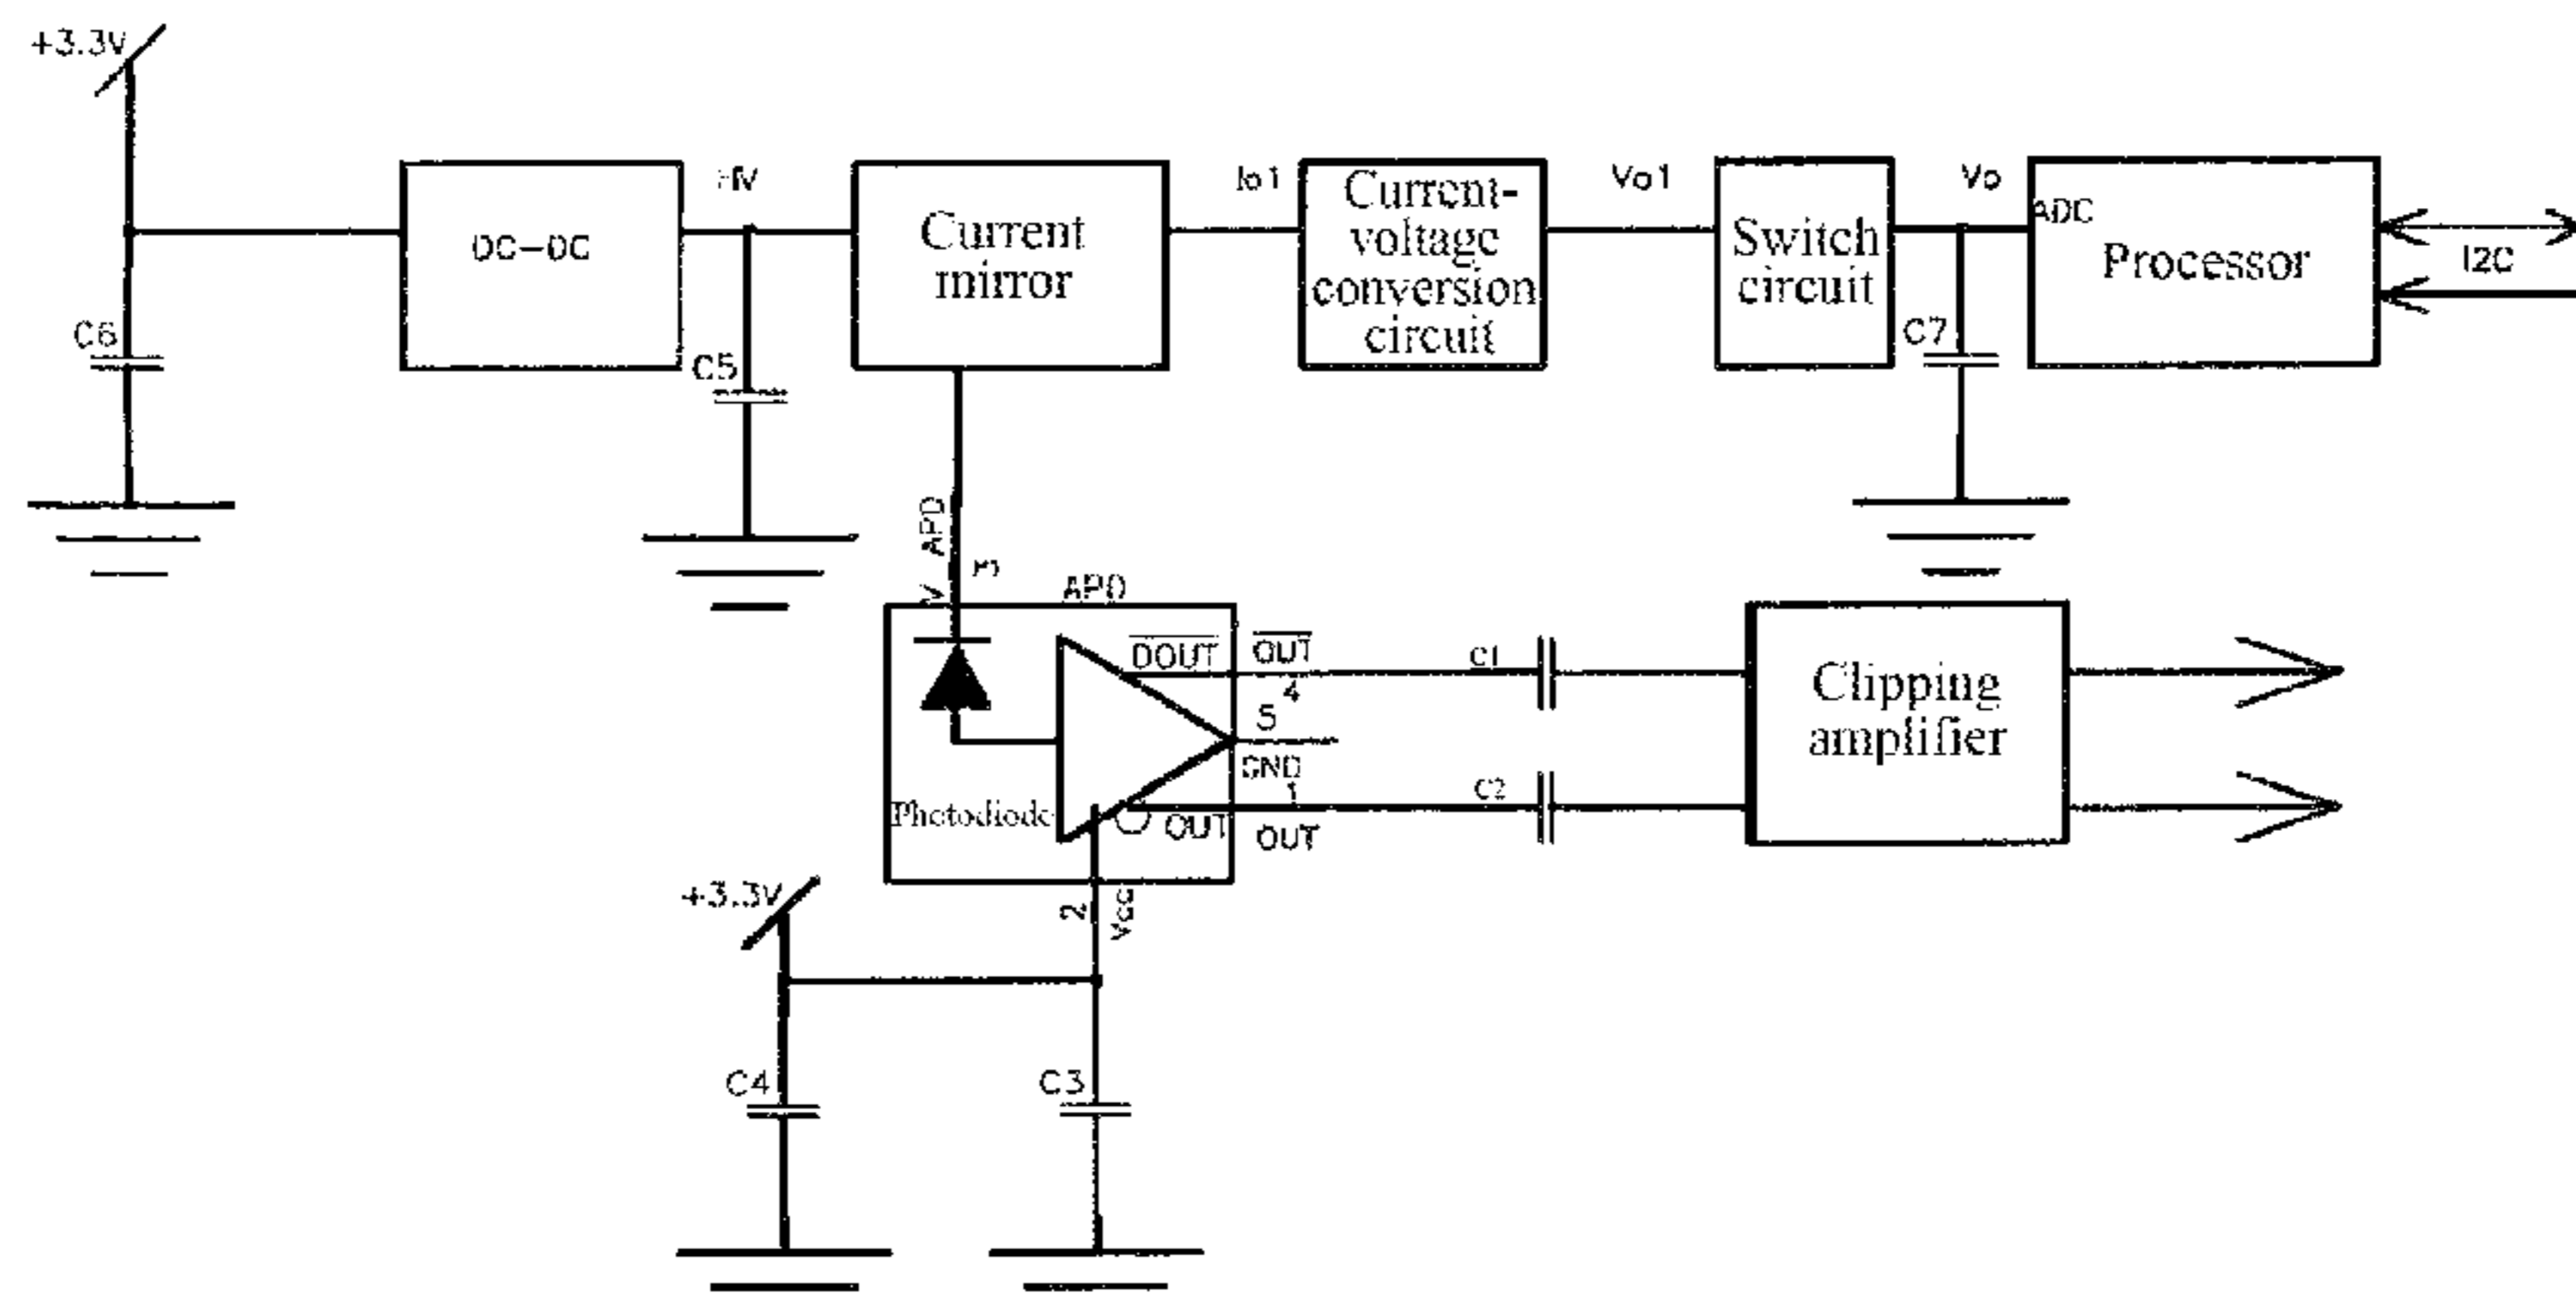 +3.3V
C6
DC-DC
HV
C5
Current
mirror
Io1
Current-
voltage
conversion
circuit
Vo1
Switch
circuit
Vo
C7
ADC
Processor
I2C
V APD
APD
Photodiode
DOUT
OUT
4
5
GND
1
OUT
OUT
C1
C2
Clipping
amplifier
+3.3V
2
Vcc
C4
C3